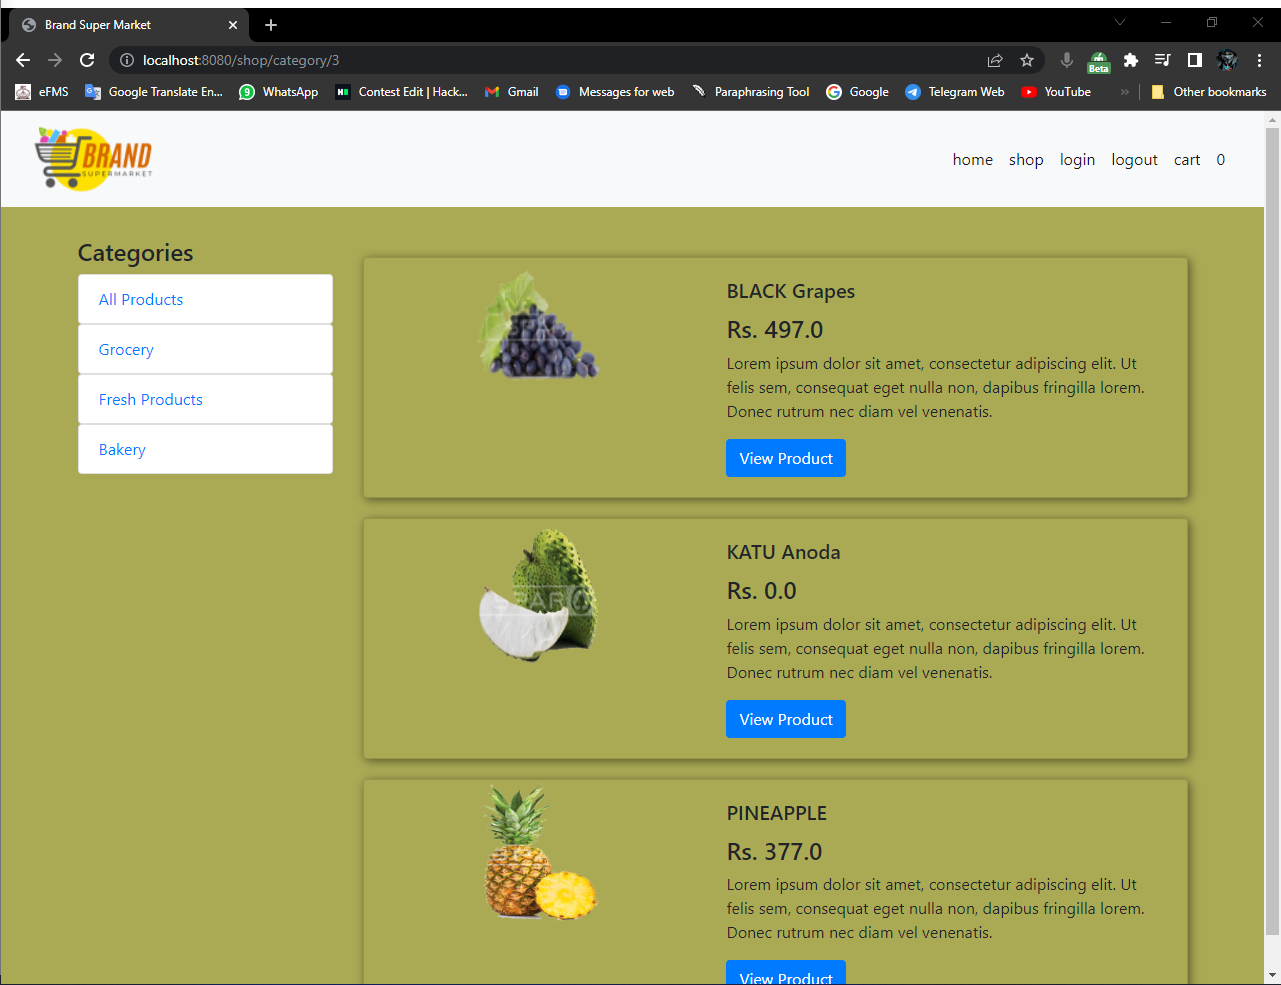 Brand Super Market
localhost:8080/shop/category/3
Beta
eFMS
Google Translate En...
9
WhatsApp
Contest Edit | Hack...
Gmail
Messages for web
Paraphrasing Tool
Google
Telegram Web
YouTube
»
Other bookmarks
BRAND
SUPERMARKET
home
shop
login
logout
cart
0
Categories
All Products
Grocery
Fresh Products
Bakery
BLACK Grapes
Rs. 497.0
Lorem ipsum dolor sit amet, consectetur adipiscing elit. Ut
felis sem, consequat eget nulla non, dapibus fringilla lorem.
Donec rutrum nec diam vel venenatis.
View Product
KATU Anoda
Rs. 0.0
Lorem ipsum dolor sit amet, consectetur adipiscing elit. Ut
felis sem, consequat eget nulla non, dapibus fringilla lorem.
Donec rutrum nec diam vel venenatis.
View Product
PINEAPPLE
Rs. 377.0
Lorem ipsum dolor sit amet, consectetur adipiscing elit. Ut
felis sem, consequat eget nulla non, dapibus fringilla lorem.
Donec rutrum nec diam vel venenatis.
View Product